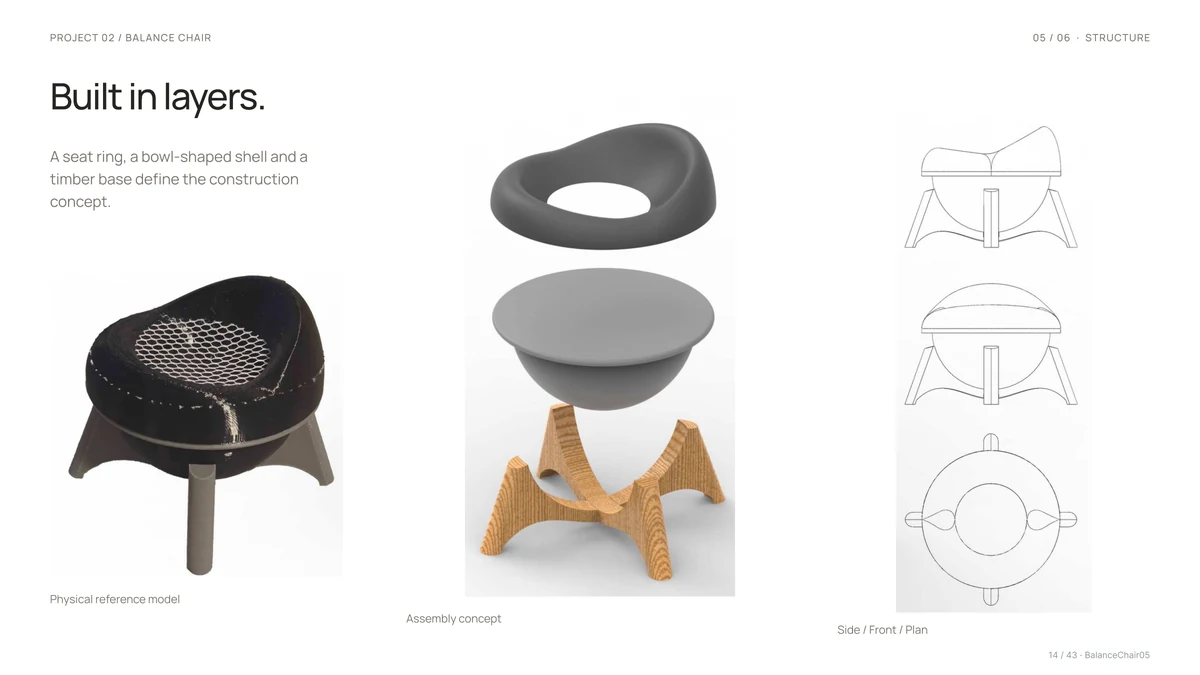 PROJECT 02 / BALANCE CHAIR
05 / 06 · STRUCTURE
Built in layers.
A seat ring, a bowl-shaped shell and a
timber base define the construction
concept.
Physical reference model
Assembly concept
Side / Front / Plan
14 / 43 · BalanceChair05